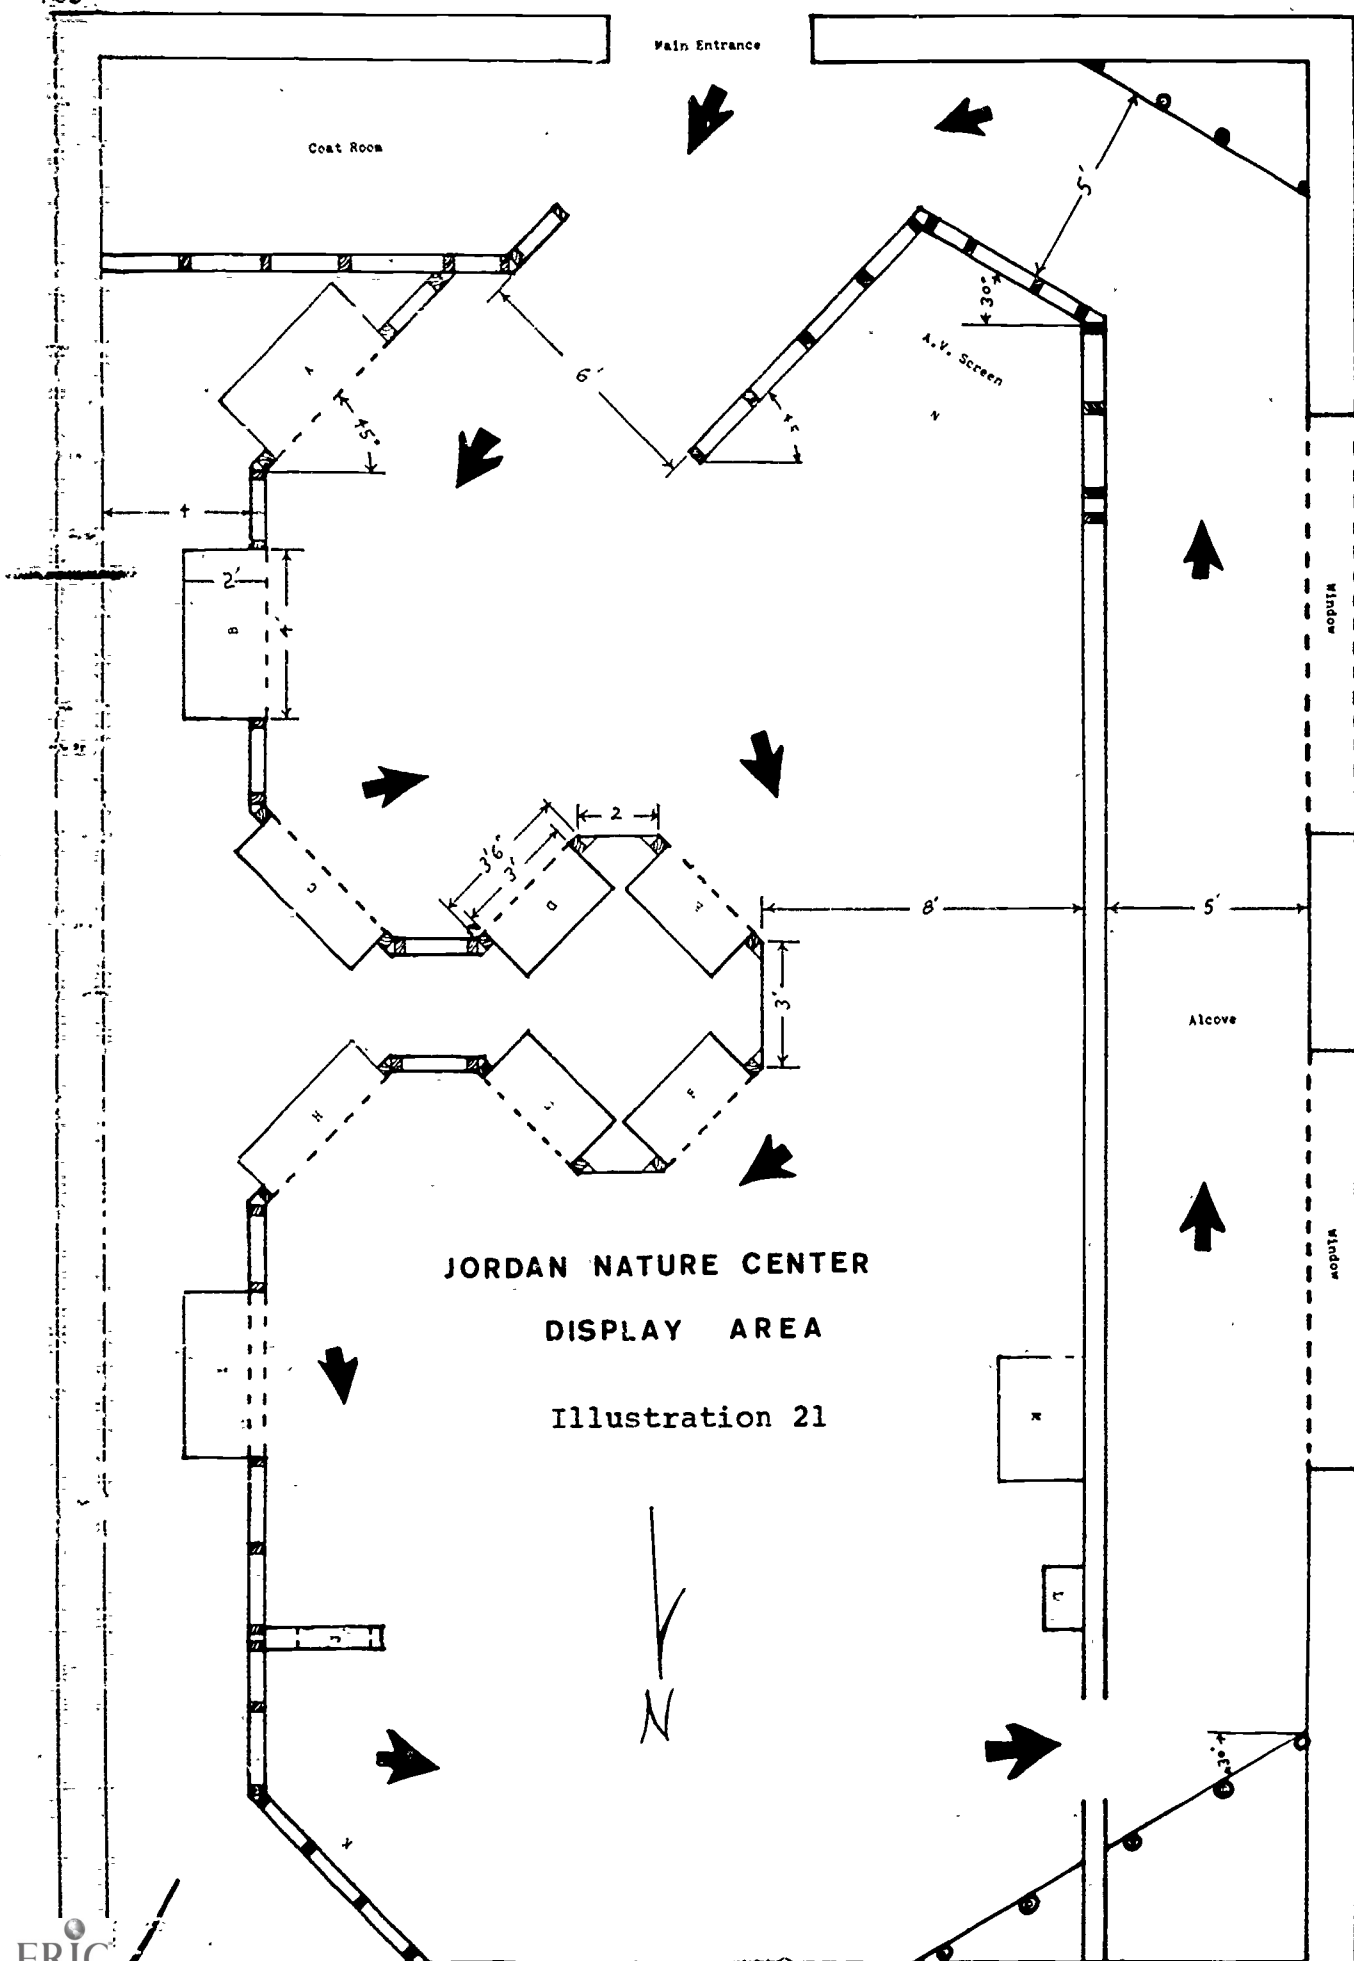 Main Entrance
Coat Room
5'
30°
A.V. Screen
N
6'
A
45°
45
4
2'
B
4'
Window
2
3'6"
3'
C
D
E
8'
5'
3'
Alcove
H
G
F
JORDAN NATURE CENTER
DISPLAY AREA
Window
I
Illustration 21
M
L
J
N
30°
K
ERIC